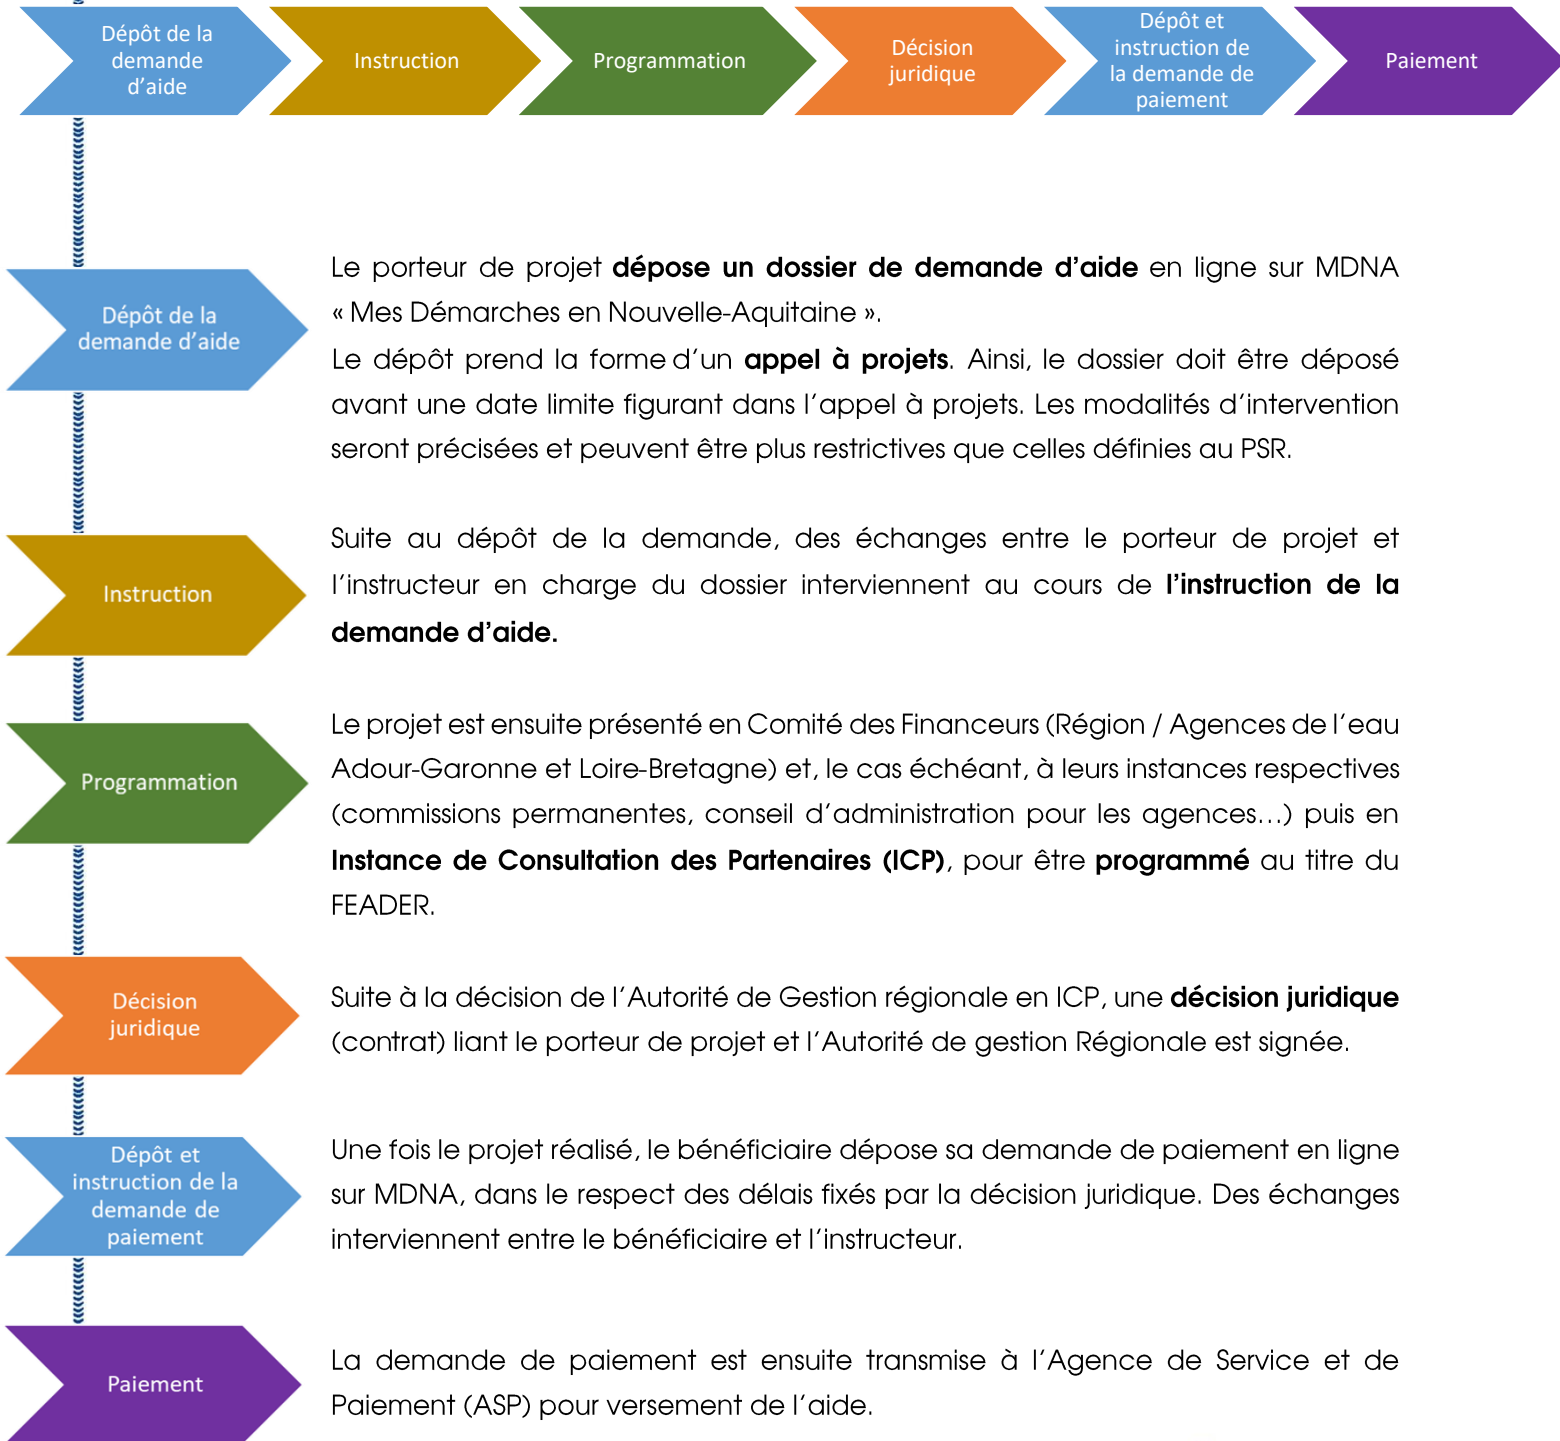 Dépôt de la
demande
d'aide
Instruction
Programmation
Décision
juridique
Dépôt et
instruction de
la demande de
paiement
Paiement
Dépôt de la
demande d'aide
Le porteur de projet dépose un dossier de demande d'aide en ligne sur MDNA
« Mes Démarches en Nouvelle-Aquitaine ».
Le dépôt prend la forme d'un appel à projets. Ainsi, le dossier doit être déposé
avant une date limite figurant dans l'appel à projets. Les modalités d'intervention
seront précisées et peuvent être plus restrictives que celles définies au PSR.
Instruction
Suite au dépôt de la demande, des échanges entre le porteur de projet et
l'instructeur en charge du dossier interviennent au cours de l'instruction de la
demande d'aide.
Programmation
Le projet est ensuite présenté en Comité des Financeurs (Région / Agences de l'eau
Adour-Garonne et Loire-Bretagne) et, le cas échéant, à leurs instances respectives
(commissions permanentes, conseil d'administration pour les agences…) puis en
Instance de Consultation des Partenaires (ICP), pour être programmé au titre du
FEADER.
Décision
juridique
Suite à la décision de l'Autorité de Gestion régionale en ICP, une décision juridique
(contrat) liant le porteur de projet et l'Autorité de gestion Régionale est signée.
Dépôt et
instruction de la
demande de
paiement
Une fois le projet réalisé, le bénéficiaire dépose sa demande de paiement en ligne
sur MDNA, dans le respect des délais fixés par la décision juridique. Des échanges
interviennent entre le bénéficiaire et l'instructeur.
Paiement
La demande de paiement est ensuite transmise à l'Agence de Service et de
Paiement (ASP) pour versement de l'aide.